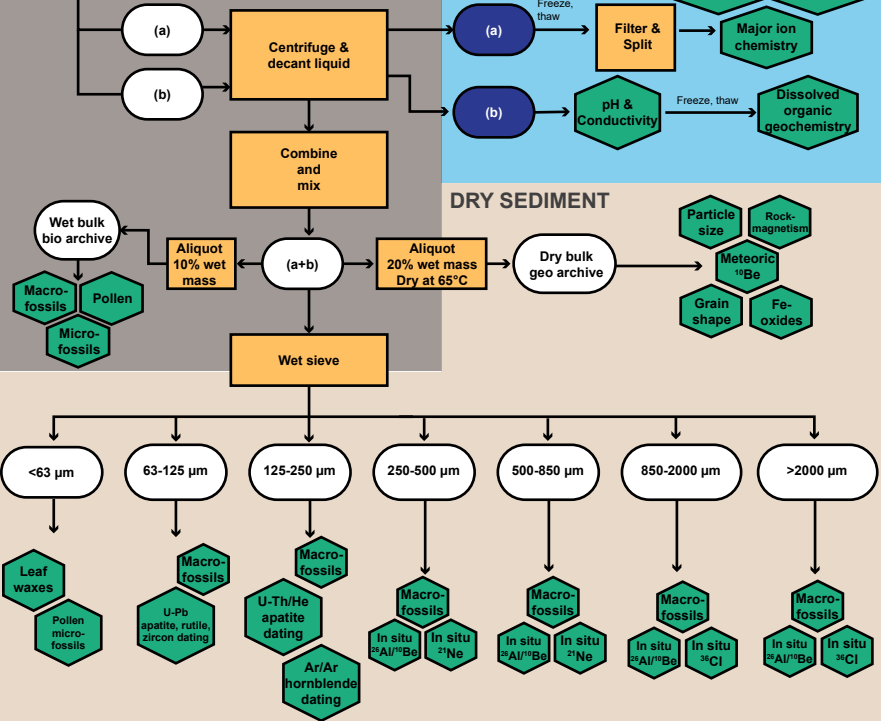 Freeze,
thaw
(a)
Centrifuge &
decant liquid
(a)
Filter &
Split
Major ion
chemistry
(b)
(b)
pH &
Conductivity
Freeze, thaw
Dissolved
organic
geochemistry
Combine
and
mix
DRY SEDIMENT
Wet bulk
bio archive
Aliquot
10% wet
mass
(a+b)
Aliquot
20% wet mass
Dry at 65°C
Dry bulk
geo archive
Particle
size
Rock-
magnetism
Meteoric
¹⁰Be
Grain
shape
Fe-
oxides
Macro-
fossils
Pollen
Micro-
fossils
Wet sieve
<63 µm
63-125 µm
125-250 µm
250-500 µm
500-850 µm
850-2000 µm
>2000 µm
Leaf
waxes
Pollen
micro-
fossils
Macro-
fossils
U-Pb
apatite, rutile,
zircon dating
Macro-
fossils
U-Th/He
apatite
dating
Ar/Ar
hornblende
dating
Macro-
fossils
In situ
²⁶Al/¹⁰Be
In situ
²¹Ne
Macro-
fossils
In situ
²⁶Al/¹⁰Be
In situ
²¹Ne
Macro-
fossils
In situ
²⁶Al/¹⁰Be
In situ
³⁶Cl
Macro-
fossils
In situ
²⁶Al/¹⁰Be
In situ
³⁶Cl